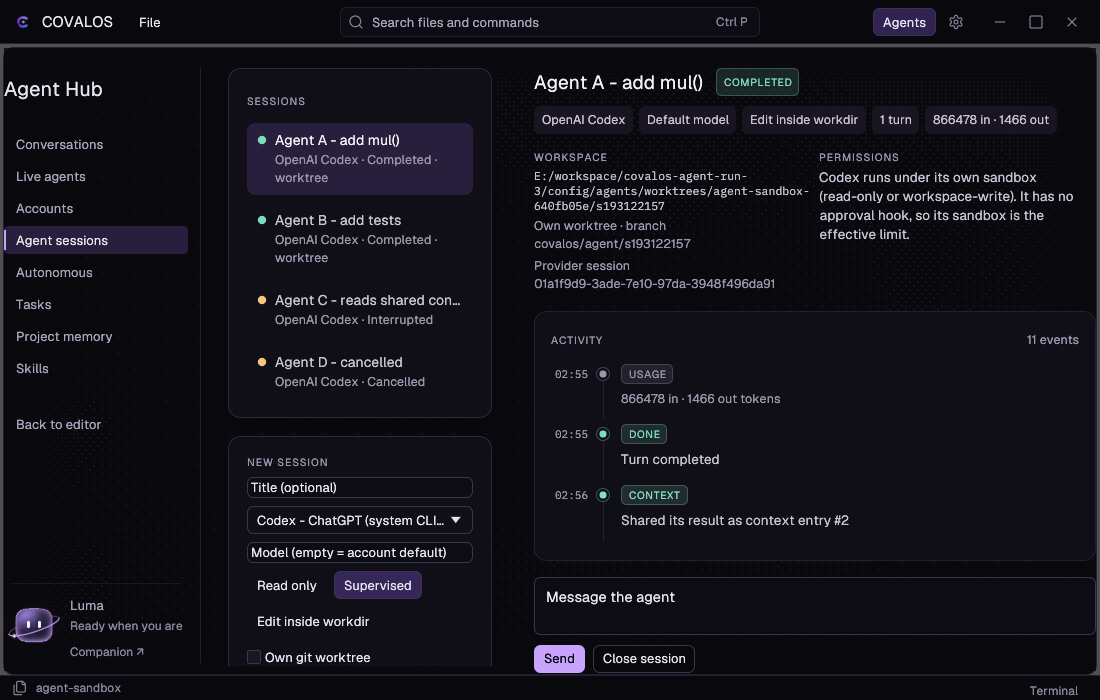 COVALOS File
Search files and commands Ctrl P
Agents
Agent Hub
Conversations
Live agents
Accounts
Agent sessions
Autonomous
Tasks
Project memory
Skills
Back to editor
Luma
Ready when you are
Companion ↗
SESSIONS
Agent A - add mul()
OpenAI Codex · Completed ·
worktree
Agent B - add tests
OpenAI Codex · Completed ·
worktree
Agent C - reads shared con...
OpenAI Codex · Interrupted
Agent D - cancelled
OpenAI Codex · Cancelled
NEW SESSION
Title (optional)
Codex - ChatGPT (system CLI...
Model (empty = account default)
Read only Supervised
Edit inside workdir
Own git worktree
Agent A - add mul() COMPLETED
OpenAI Codex Default model Edit inside workdir 1 turn 866478 in · 1466 out
WORKSPACE
E:/workspace/covalos-agent-run-
3/config/agents/worktrees/agent-sandbox-
640fb05e/s193122157
Own worktree · branch
covalos/agent/s193122157
Provider session
01a1f9d9-3ade-7e10-97da-3948f496da91
PERMISSIONS
Codex runs under its own sandbox
(read-only or workspace-write). It has no
approval hook, so its sandbox is the
effective limit.
ACTIVITY 11 events
02:55 USAGE
866478 in · 1466 out tokens
02:55 DONE
Turn completed
02:56 CONTEXT
Shared its result as context entry #2
Message the agent
Send Close session
agent-sandbox
Terminal